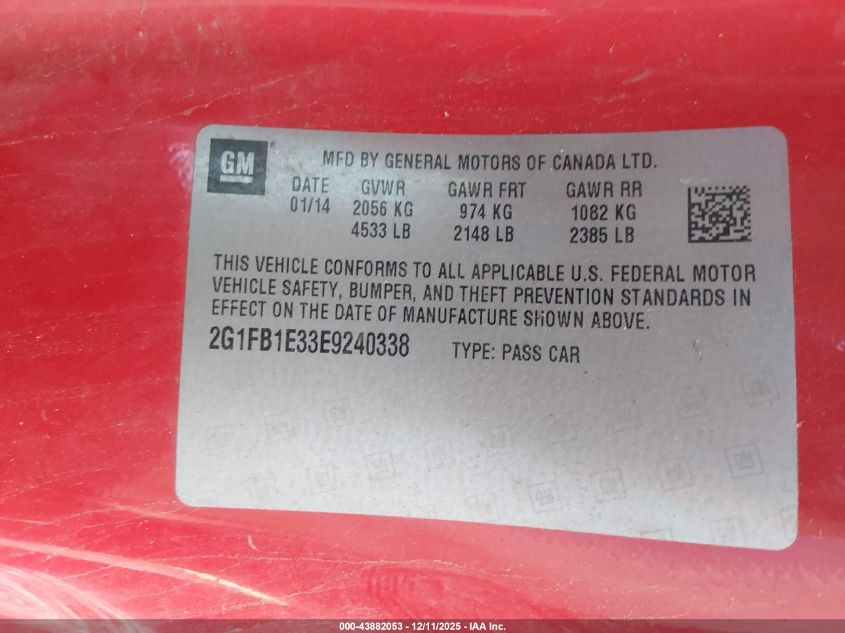 GM
MFD BY GENERAL MOTORS OF CANADA LTD.
DATE GVWR GAWR FRT GAWR RR
01/14 2056 KG 974 KG 1082 KG
4533 LB 2148 LB 2385 LB
THIS VEHICLE CONFORMS TO ALL APPLICABLE U.S. FEDERAL MOTOR
VEHICLE SAFETY, BUMPER, AND THEFT PREVENTION STANDARDS IN
EFFECT ON THE DATE OF MANUFACTURE SHOWN ABOVE.
2G1FB1E33E9240338 TYPE: PASS CAR
000-43882053 - 12/11/2025 - IAA Inc.